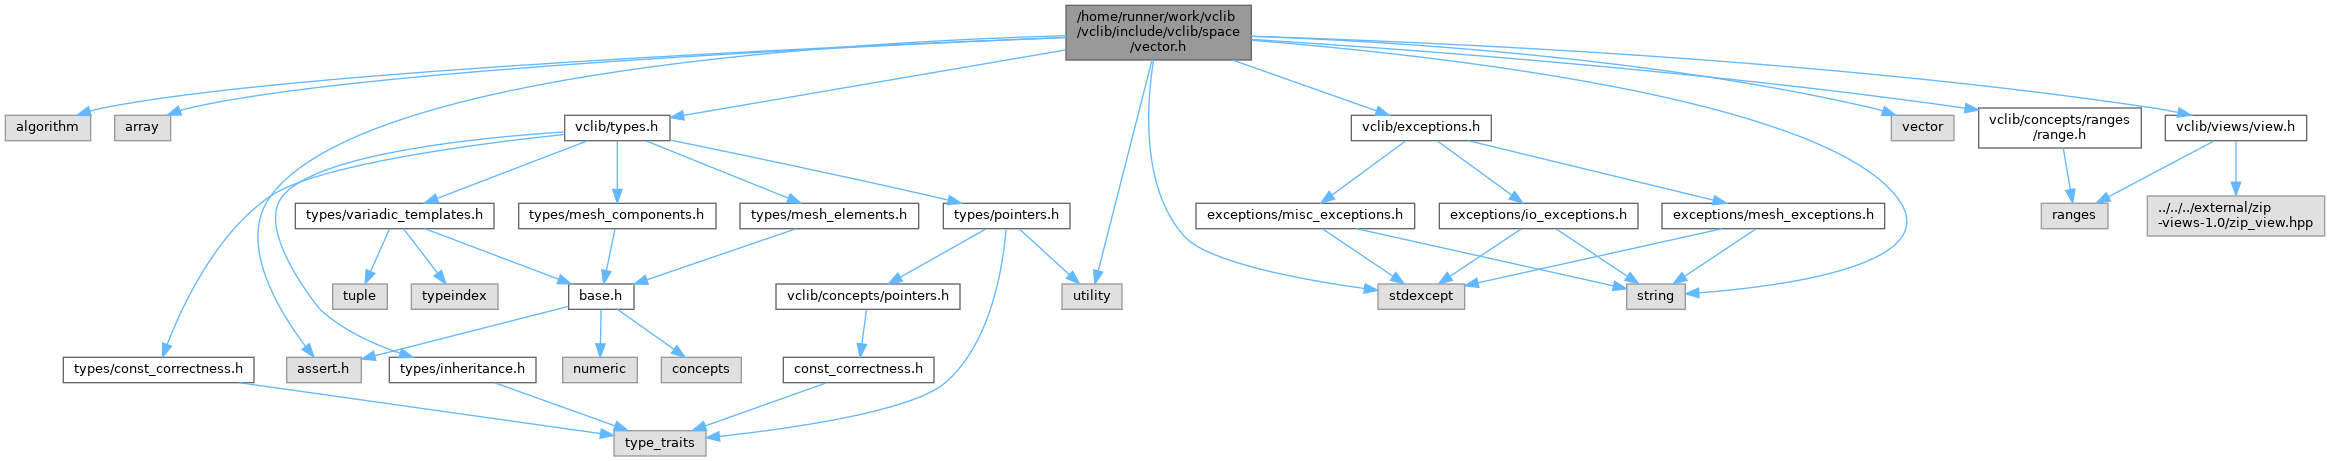 /home/runner/work/vclib
/vclib/include/vclib/space
/vector.h
algorithm
array
vclib/types.h
vclib/exceptions.h
vector
vclib/concepts/ranges
/range.h
vclib/views/view.h
types/variadic_templates.h
types/mesh_components.h
types/mesh_elements.h
types/pointers.h
exceptions/misc_exceptions.h
exceptions/io_exceptions.h
exceptions/mesh_exceptions.h
ranges
../../../external/zip
-views-1.0/zip_view.hpp
tuple
typeindex
base.h
vclib/concepts/pointers.h
utility
stdexcept
string
types/const_correctness.h
assert.h
types/inheritance.h
numeric
concepts
const_correctness.h
type_traits